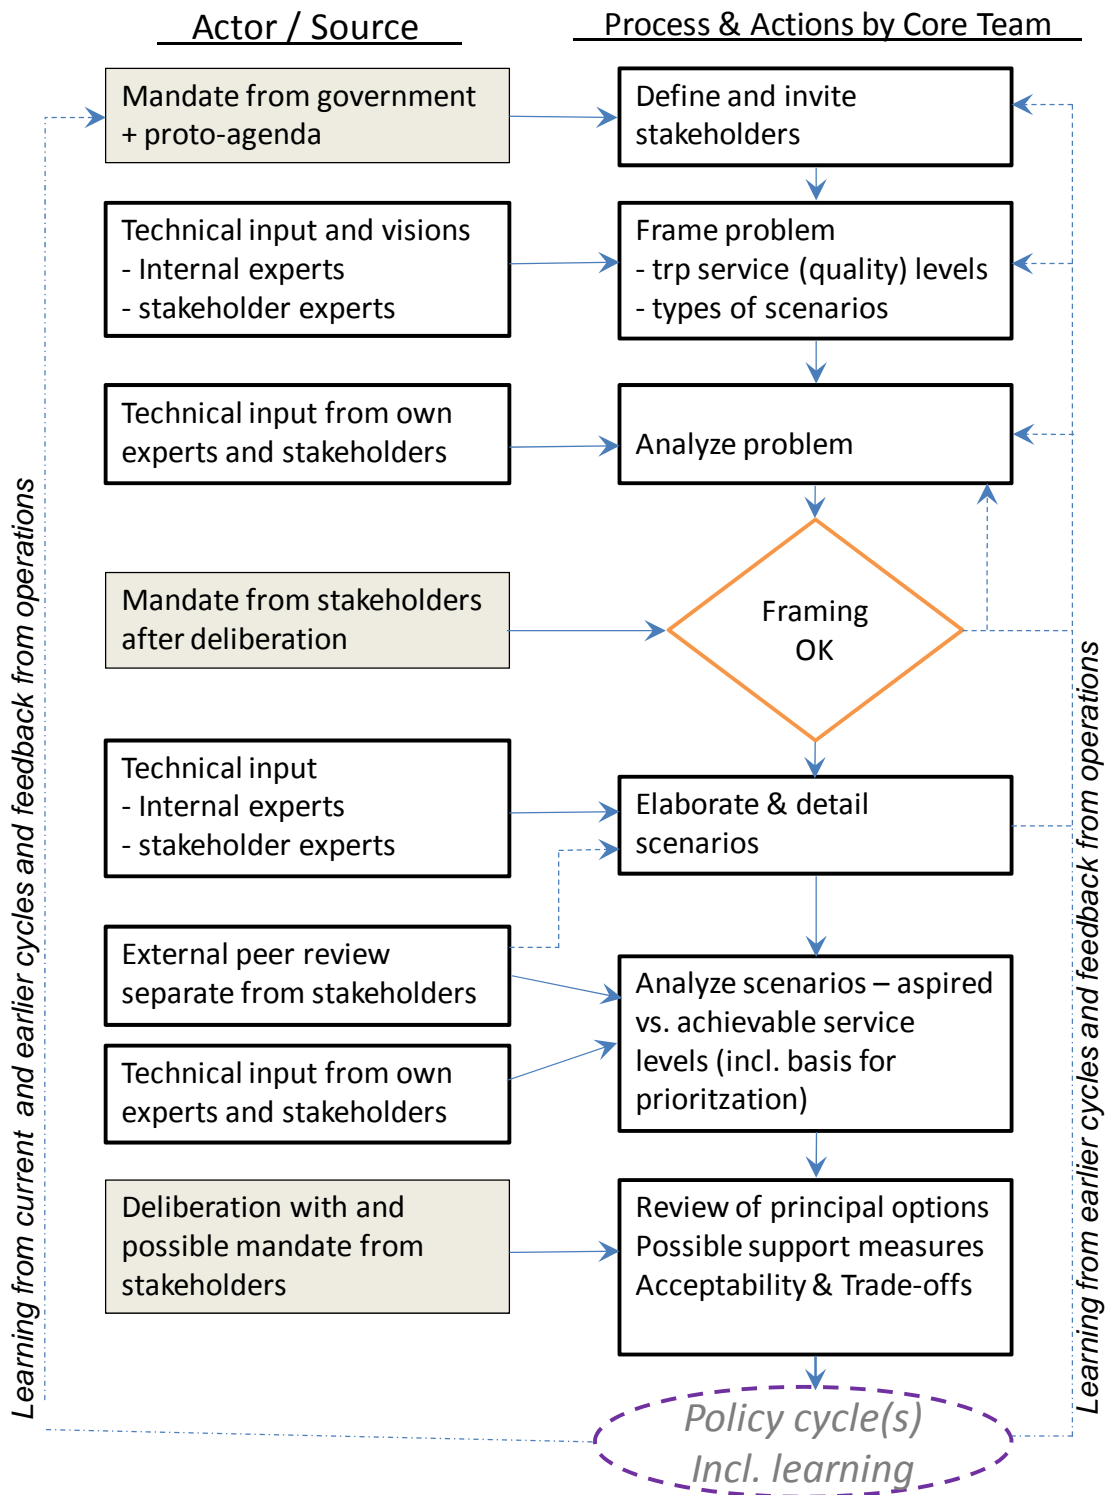 Actor / Source
Process & Actions by Core Team
Mandate from government
+ proto-agenda
Define and invite
stakeholders
Technical input and visions
- Internal experts
- stakeholder experts
Frame problem
- trp service (quality) levels
- types of scenarios
Technical input from own
experts and stakeholders
Analyze problem
Mandate from stakeholders
after deliberation
Framing
OK
Technical input
- Internal experts
- stakeholder experts
Elaborate & detail
scenarios
External peer review
separate from stakeholders
Technical input from own
experts and stakeholders
Analyze scenarios – aspired
vs. achievable service
levels (incl. basis for
prioritzation)
Deliberation with and
possible mandate from
stakeholders
Review of principal options
Possible support measures
Acceptability & Trade-offs
Policy cycle(s)
Incl. learning
Learning from current and earlier cycles and feedback from operations
Learning from earlier cycles and feedback from operations